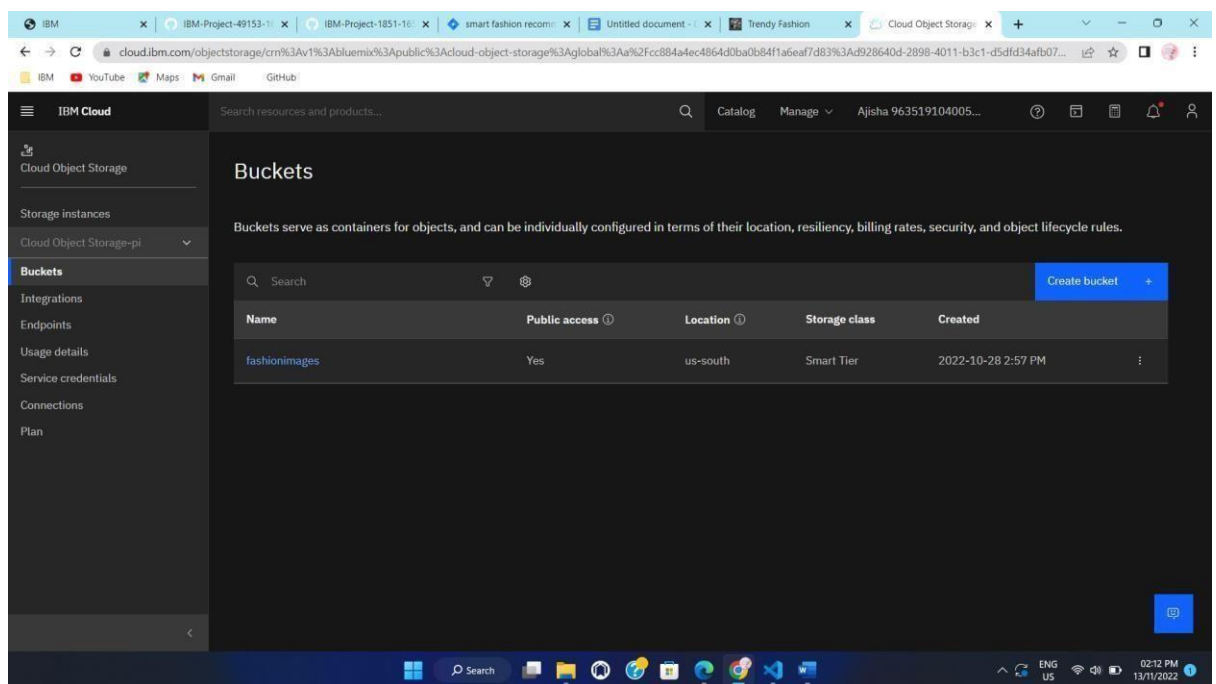 IBM
IBM-Project-49153-1
IBM-Project-1851-16
smart fashion recom
Untitled document -
Trendy Fashion
Cloud Object Storage
cloud.ibm.com/objectstorage/crn%3Av1%3Abluemix%3Apublic%3Acloud-object-storage%3Aglobal%3Aa%2Fcc884a4ec4864d0ba0b84f1a6eaf7d83%3Ad928640d-2898-4011-b3c1-d5dfd34afb07...
IBM YouTube Maps Gmail GitHub
IBM Cloud
Search resources and products...
Catalog Manage Ajisha 963519104005...
Cloud Object Storage
Storage instances
Cloud Object Storage-pi
Buckets
Integrations
Endpoints
Usage details
Service credentials
Connections
Plan
Buckets
Buckets serve as containers for objects, and can be individually configured in terms of their location, resiliency, billing rates, security, and object lifecycle rules.
Search
Create bucket +
Name Public access Location Storage class Created
fashionimages Yes us-south Smart Tier 2022-10-28 2:57 PM
Search
ENG
US
02:12 PM
13/11/2022
1